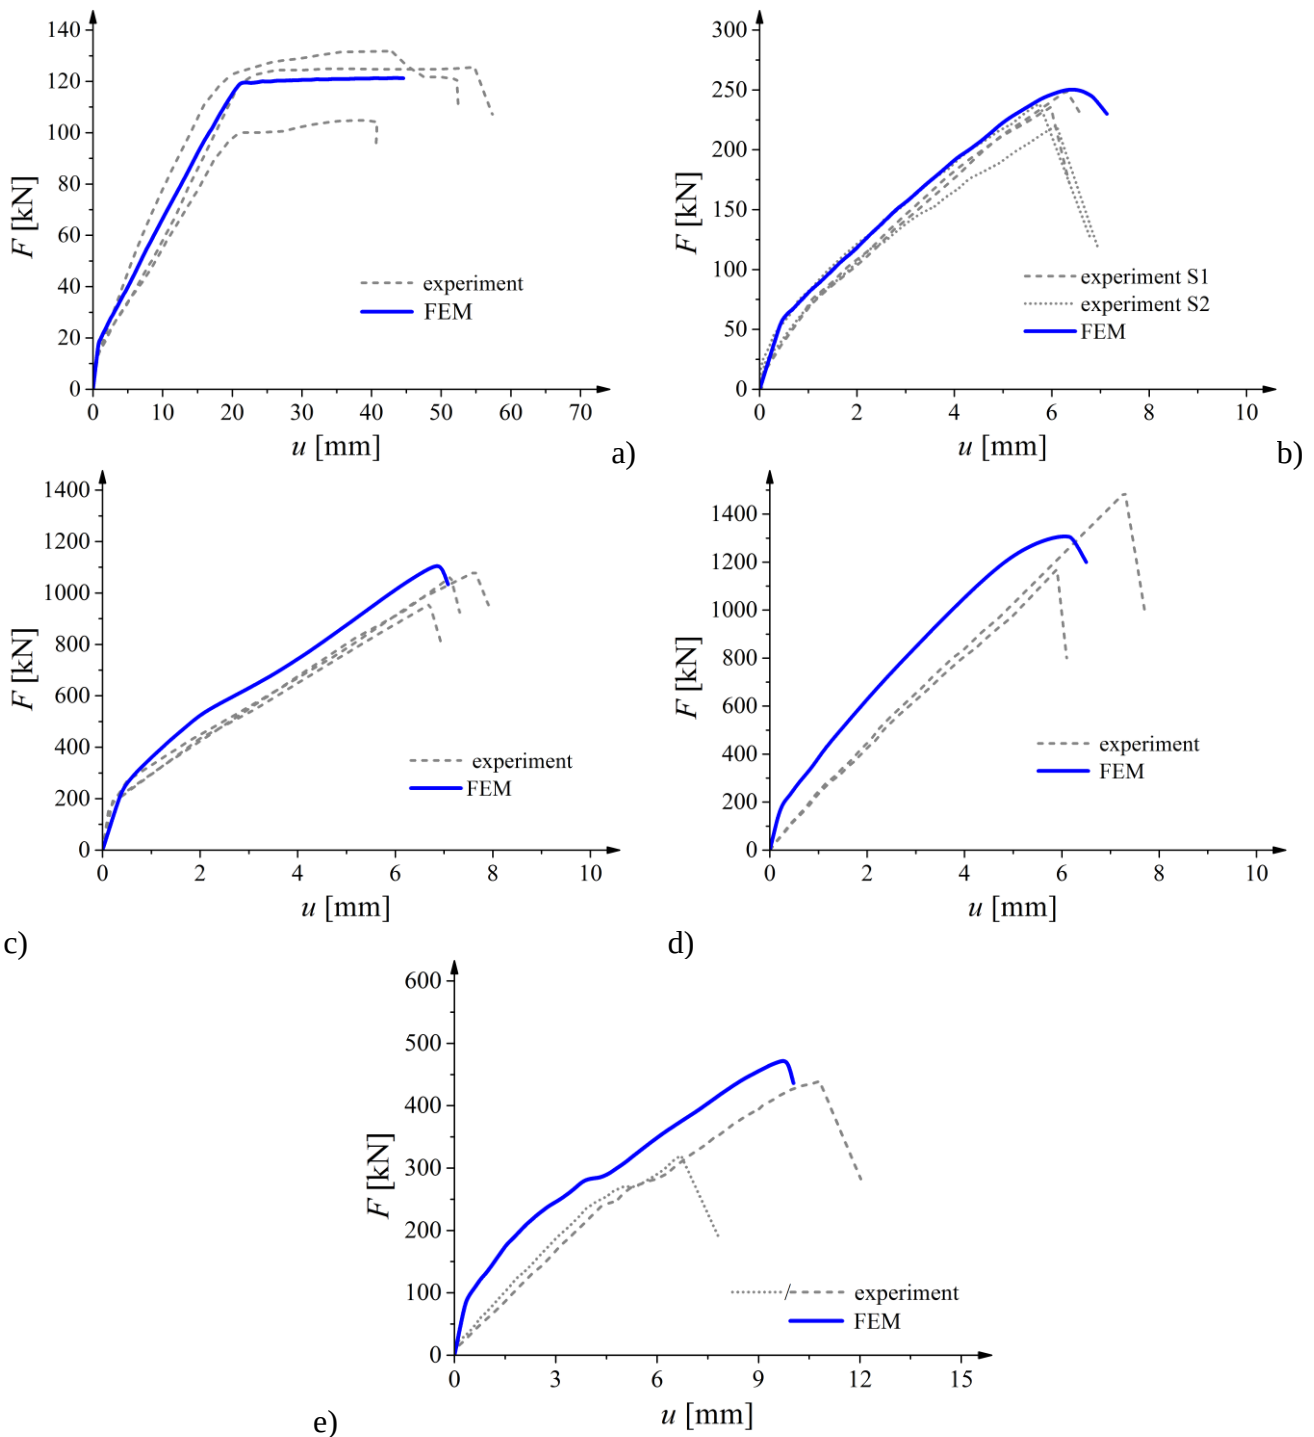 140
120
100
80
60
40
20
0
F [kN]
experiment
FEM
0 10 20 30 40 50 60 70
u [mm]
a)
300
250
200
150
100
50
0
F [kN]
experiment S1
experiment S2
FEM
0 2 4 6 8 10
u [mm]
b)
1400
1200
1000
800
600
400
200
0
F [kN]
experiment
FEM
0 2 4 6 8 10
u [mm]
c)
1400
1200
1000
800
600
400
200
0
F [kN]
experiment
FEM
0 2 4 6 8 10
u [mm]
d)
600
500
400
300
200
100
0
F [kN]
/ experiment
FEM
0 3 6 9 12 15
u [mm]
e)